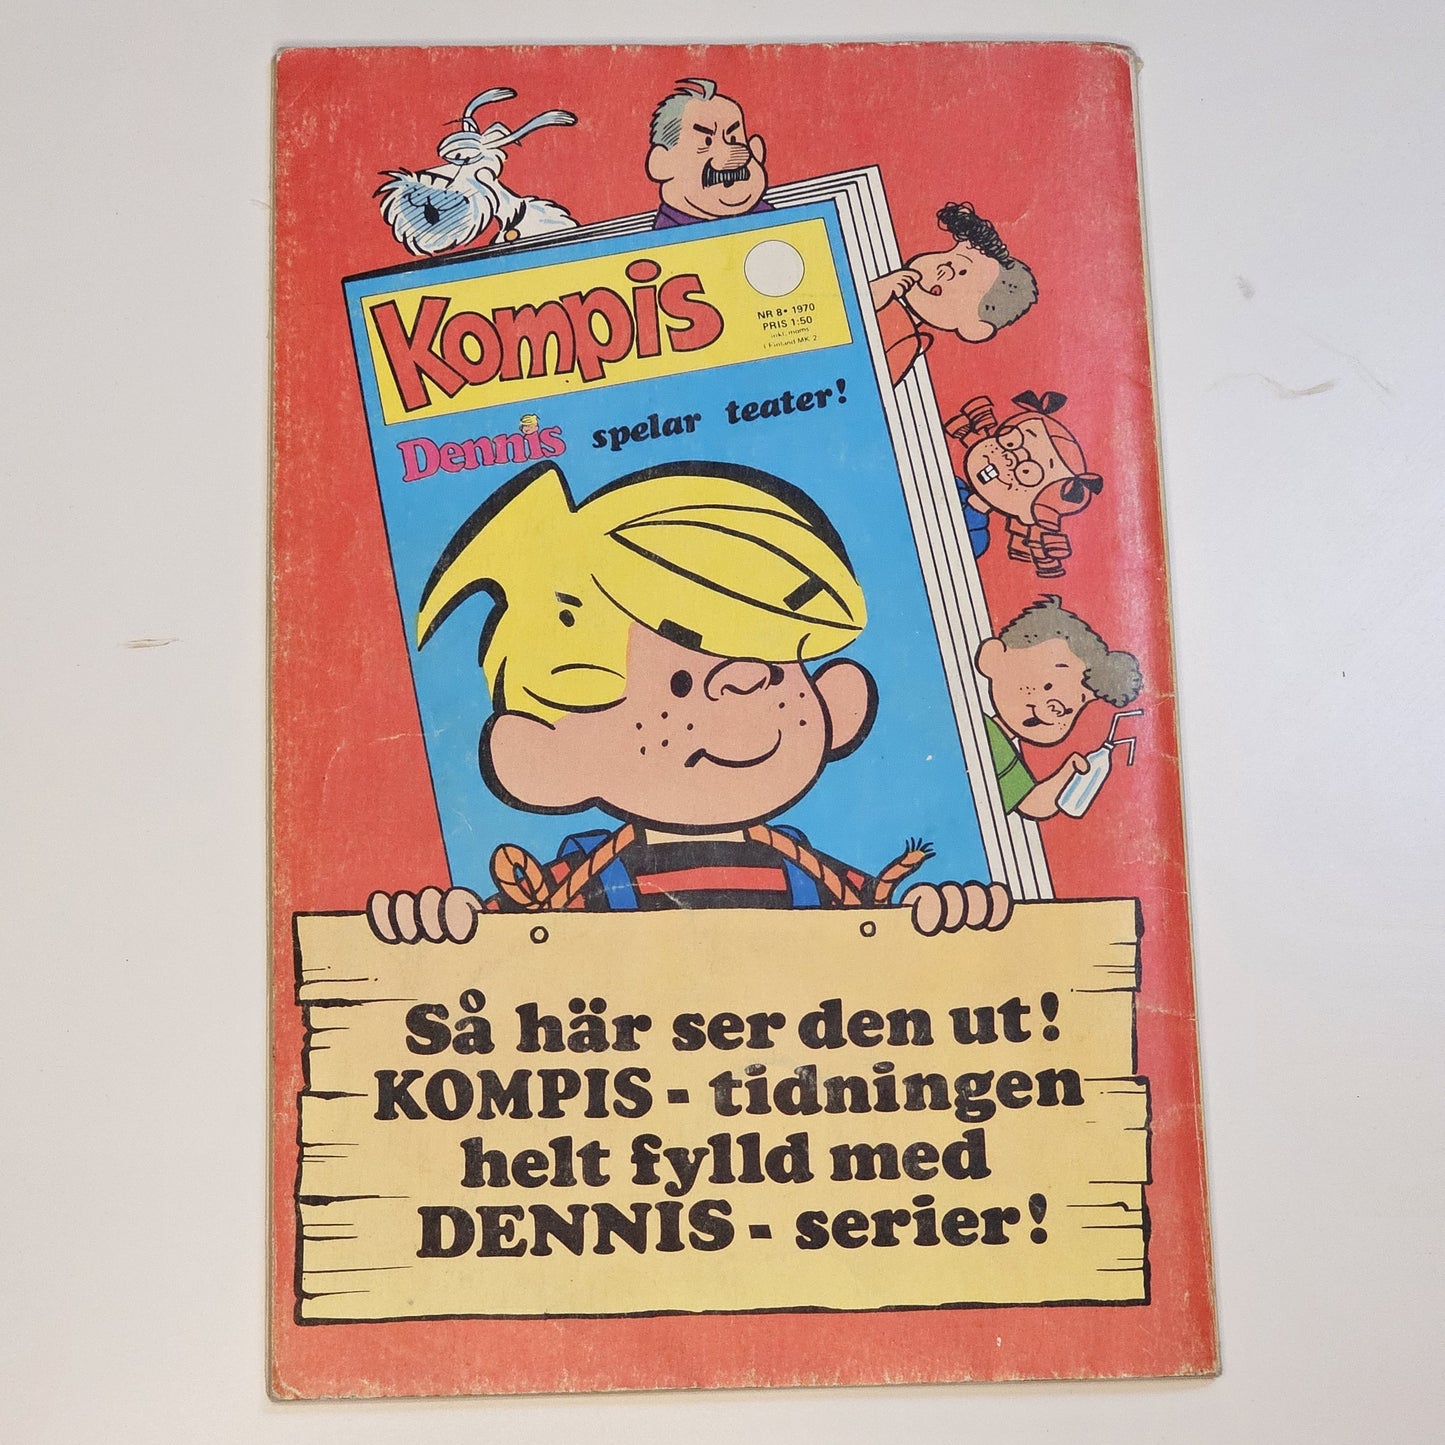 Kompis
NR 8 • 1970
PRIS 1:50
inkl. moms
i Finland MK 2
Dennis spelar teater!
Så här ser den ut!
KOMPIS - tidningen
helt fylld med
DENNIS - serier!